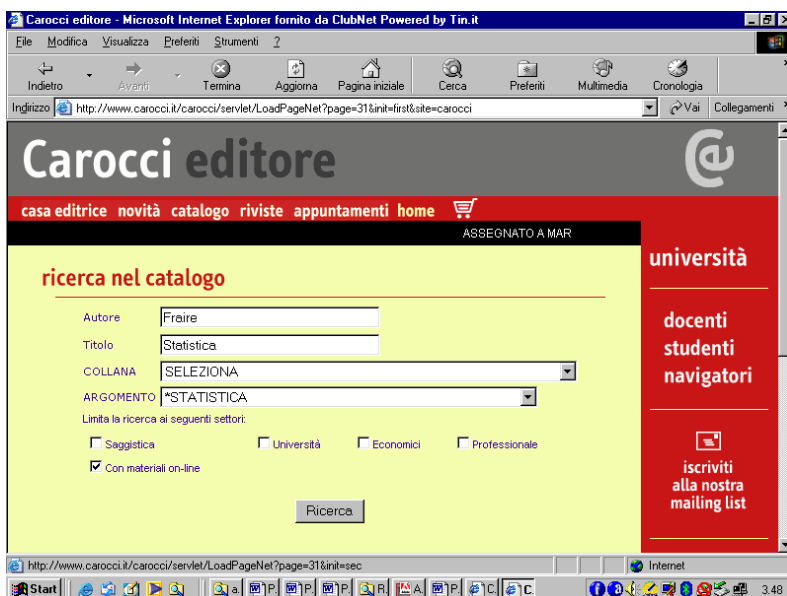 Carocci editore - Microsoft Internet Explorer fornito da ClubNet Powered by Tin.it
File Modifica Visualizza Preferiti Strumenti ?
Indietro Avanti Termina Aggiorna Pagina iniziale Cerca Preferiti Multimedia Cronologia
Indirizzo http://www.carocci.it/carocci/servlet/LoadPageNet?page=31&init=first&site=carocci Vai Collegamenti
Carocci editore
casa editrice novità catalogo riviste appuntamenti home
ASSEGNATO A MAR
ricerca nel catalogo
Autore Fraire
Titolo Statistica
COLLANA SELEZIONA
ARGOMENTO *STATISTICA
Limita la ricerca ai seguenti settori:
Saggistica Università Economici Professionale
Con materiali on-line
Ricerca
università
docenti
studenti
navigatori
iscriviti
alla nostra
mailing list
http://www.carocci.it/carocci/servlet/LoadPageNet?page=31&init=sec Internet
Start a. P. P. P. R. A. P. C. C. 3.48